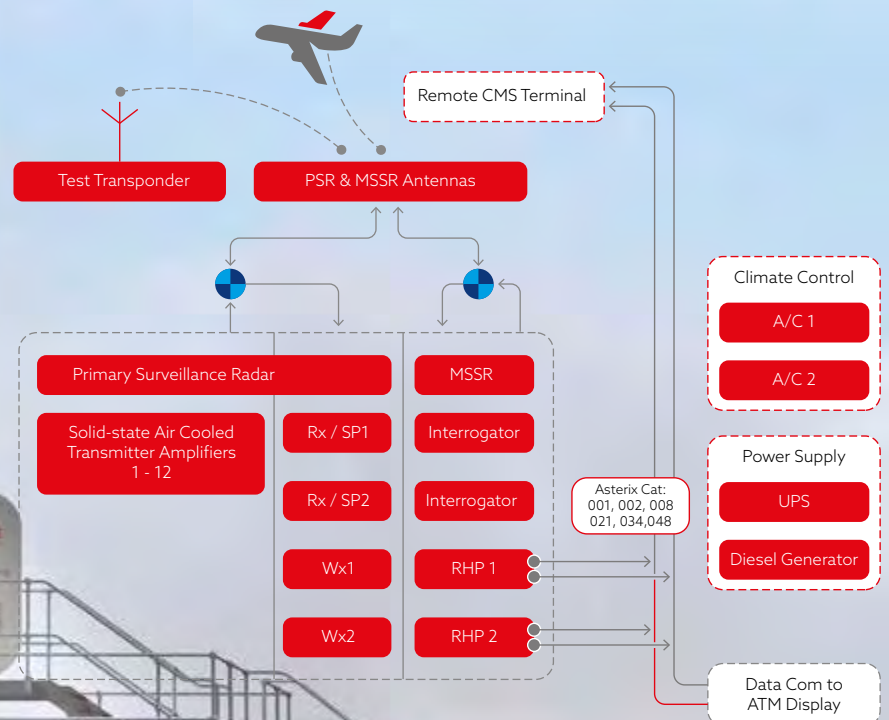 Remote CMS Terminal
Test Transponder
PSR & MSSR Antennas
Climate Control
A/C 1
A/C 2
Primary Surveillance Radar
MSSR
Solid-state Air Cooled
Transmitter Amplifiers
1 - 12
Rx / SP1
Interrogator
Rx / SP2
Interrogator
Asterix Cat:
001, 002, 008
021, 034,048
Power Supply
UPS
Diesel Generator
Wx1
RHP 1
Wx2
RHP 2
Data Com to
ATM Display